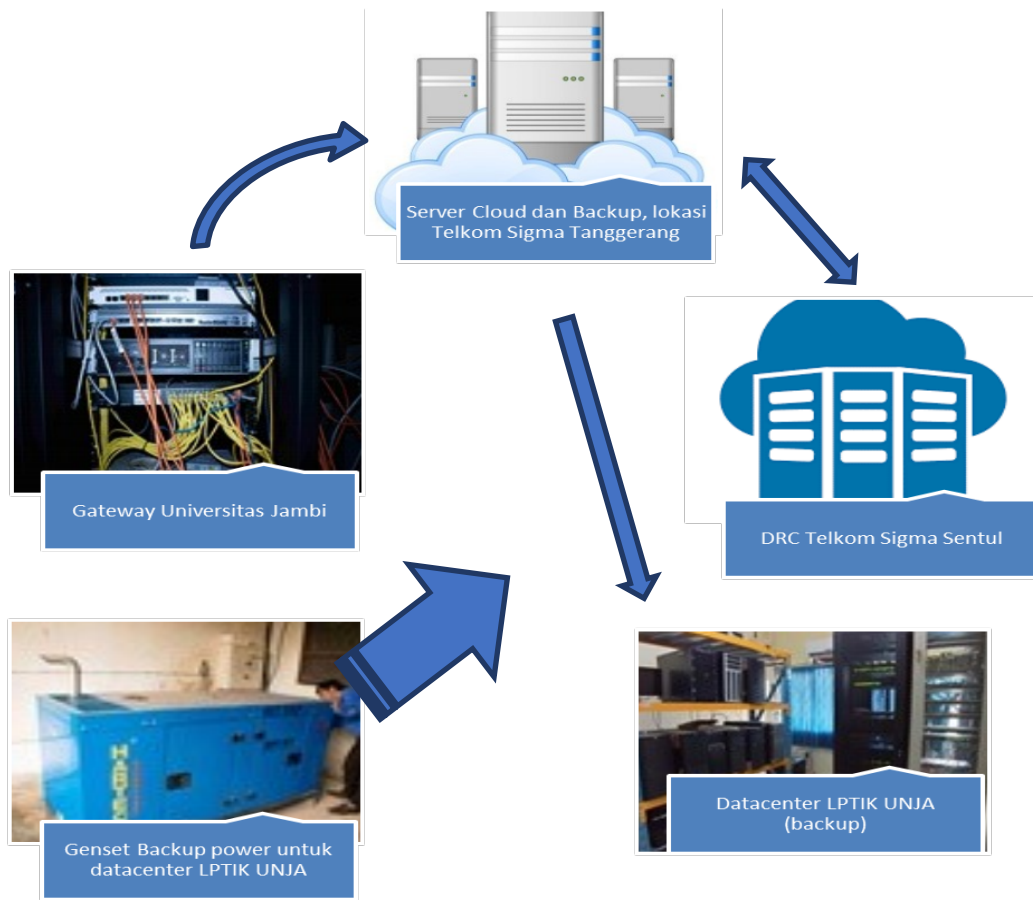 Server Cloud dan Backup, lokasi
Telkom Sigma Tanggerang
Gateway Universitas Jambi
DRC Telkom Sigma Sentul
Genset Backup power untuk
datacenter LPTIK UNJA
Datacenter LPTIK UNJA
(backup)